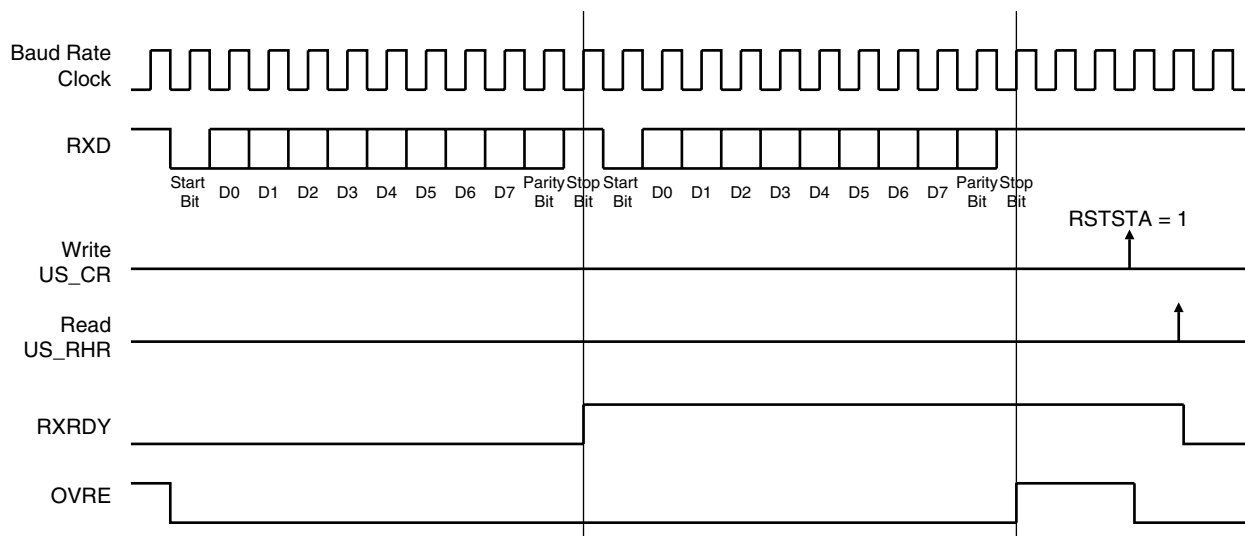 Baud Rate
Clock
RXD
Start
Bit
D0 D1 D2 D3 D4 D5 D6 D7
Parity
Bit
Stop
Bit
Start
Bit
D0 D1 D2 D3 D4 D5 D6 D7
Parity
Bit
Stop
Bit
RSTSTA = 1
Write
US_CR
Read
US_RHR
RXRDY
OVRE